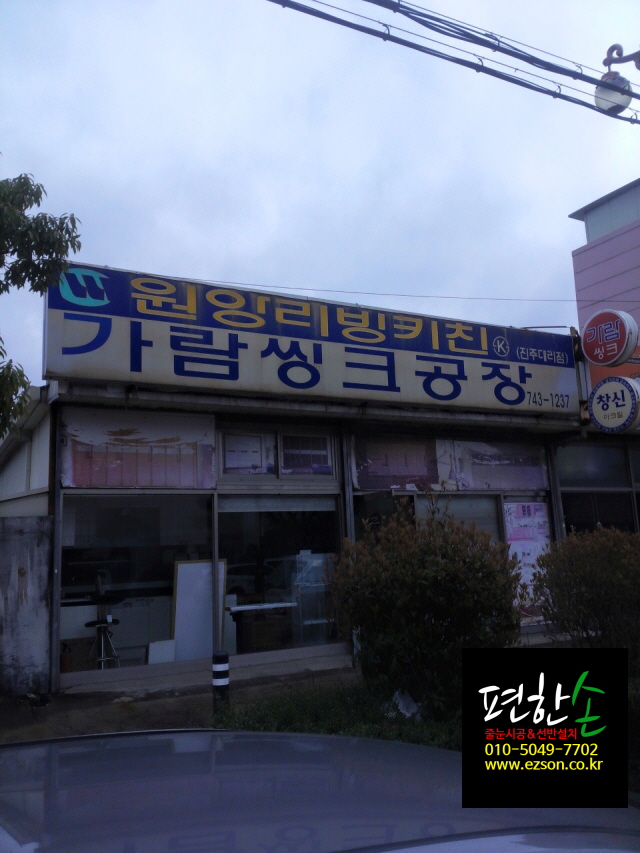 W 원앙리빙키친 Ⓚ (진주대리점)
가람씽크공장 743-1237
가람
씽크
창신
편한손
줄눈시공&선반설치
010-5049-7702
www.ezson.co.kr